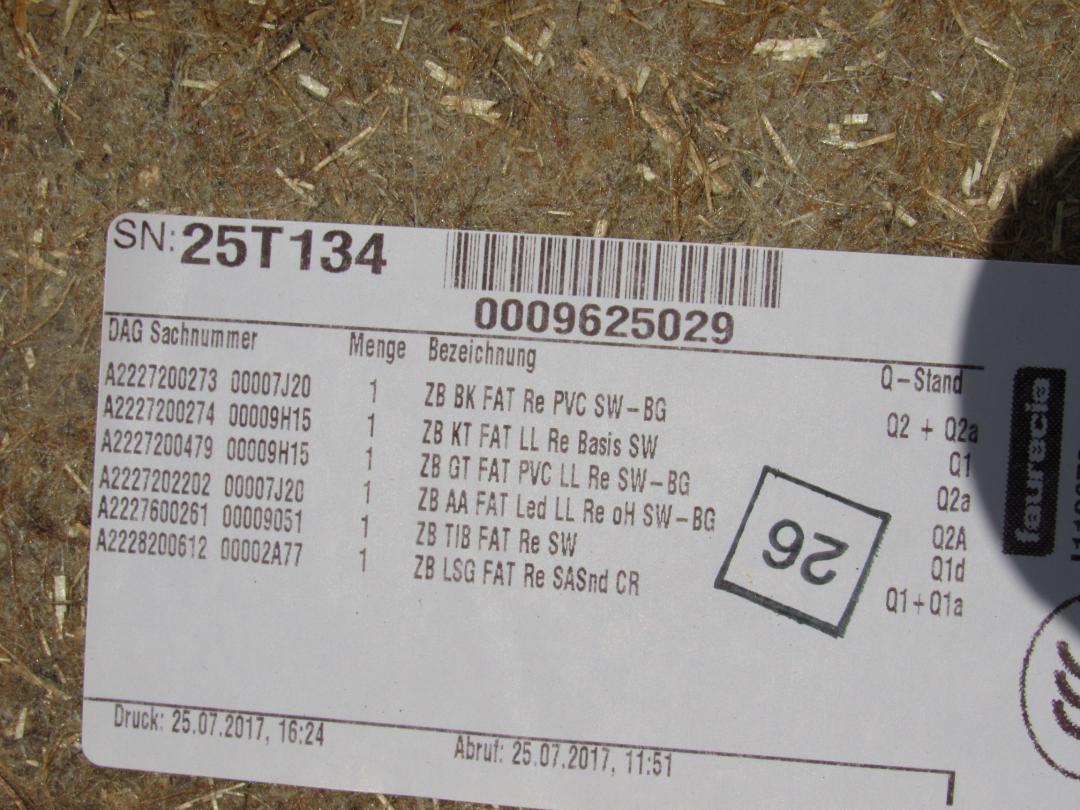 SN: 25T134
0009625029
DAG Sachnummer Menge Bezeichnung Q-Stand
A2227200273 00007J20 1 ZB BK FAT Re PVC SW-BG Q2 + Q2a
A2227200274 00009H15 1 ZB KT FAT LL Re Basis SW Q1
A2227200479 00009H15 1 ZB GT FAT PVC LL Re SW-BG Q2a
A2227202202 00007J20 1 ZB AA FAT Led LL Re oH SW-BG Q2A
A2227600261 00009051 1 ZB TIB FAT Re SW Q1d
A2228200612 00002A77 1 ZB LSG FAT Re SASnd CR Q1+Q1a
26
faurecia
Druck: 25.07.2017, 16:24
Abruf: 25.07.2017, 11:51